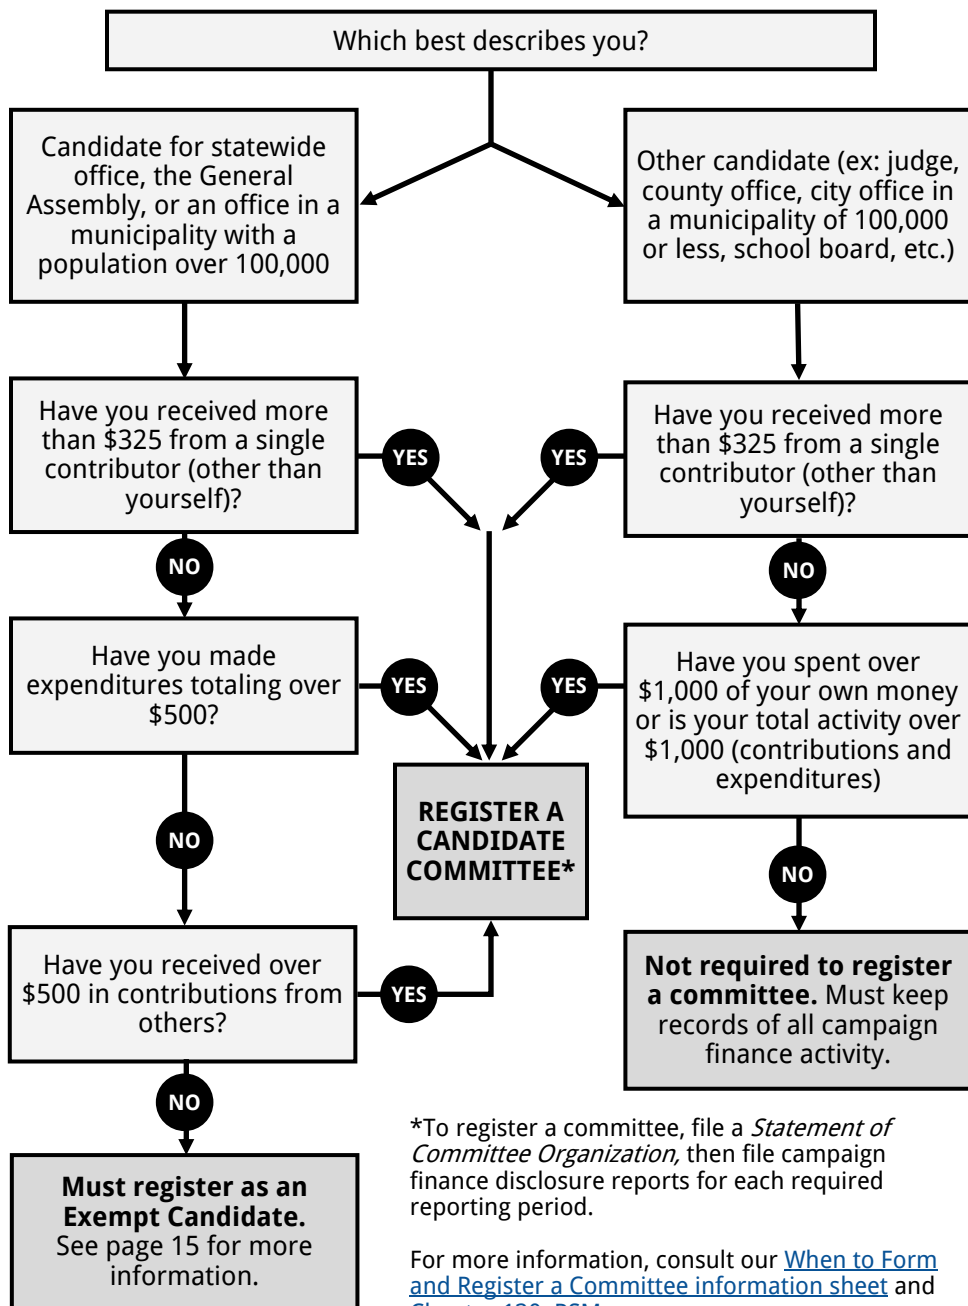 Which best describes you?
Candidate for statewide
office, the General
Assembly, or an office in a
municipality with a
population over 100,000
Other candidate (ex: judge,
county office, city office in
a municipality of 100,000
or less, school board, etc.)
Have you received more
than $325 from a single
contributor (other than
yourself)?
YES
YES
Have you received more
than $325 from a single
contributor (other than
yourself)?
NO
NO
Have you made
expenditures totaling over
$500?
YES
YES
Have you spent over
$1,000 of your own money
or is your total activity over
$1,000 (contributions and
expenditures)
NO
REGISTER A
CANDIDATE
COMMITTEE*
NO
Have you received over
$500 in contributions from
others?
YES
Not required to register
a committee. Must keep
records of all campaign
finance activity.
NO
Must register as an
Exempt Candidate.
See page 15 for more
information.
*To register a committee, file a Statement of
Committee Organization, then file campaign
finance disclosure reports for each required
reporting period.
For more information, consult our When to Form
and Register a Committee information sheet and